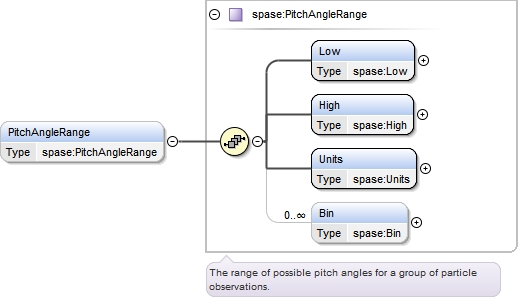 spase:PitchAngleRange
Low
Type spase:Low
High
Type spase:High
PitchAngleRange
Type spase:PitchAngleRange
Units
Type spase:Units
0..∞
Bin
Type spase:Bin
The range of possible pitch angles for a group of particle
observations.